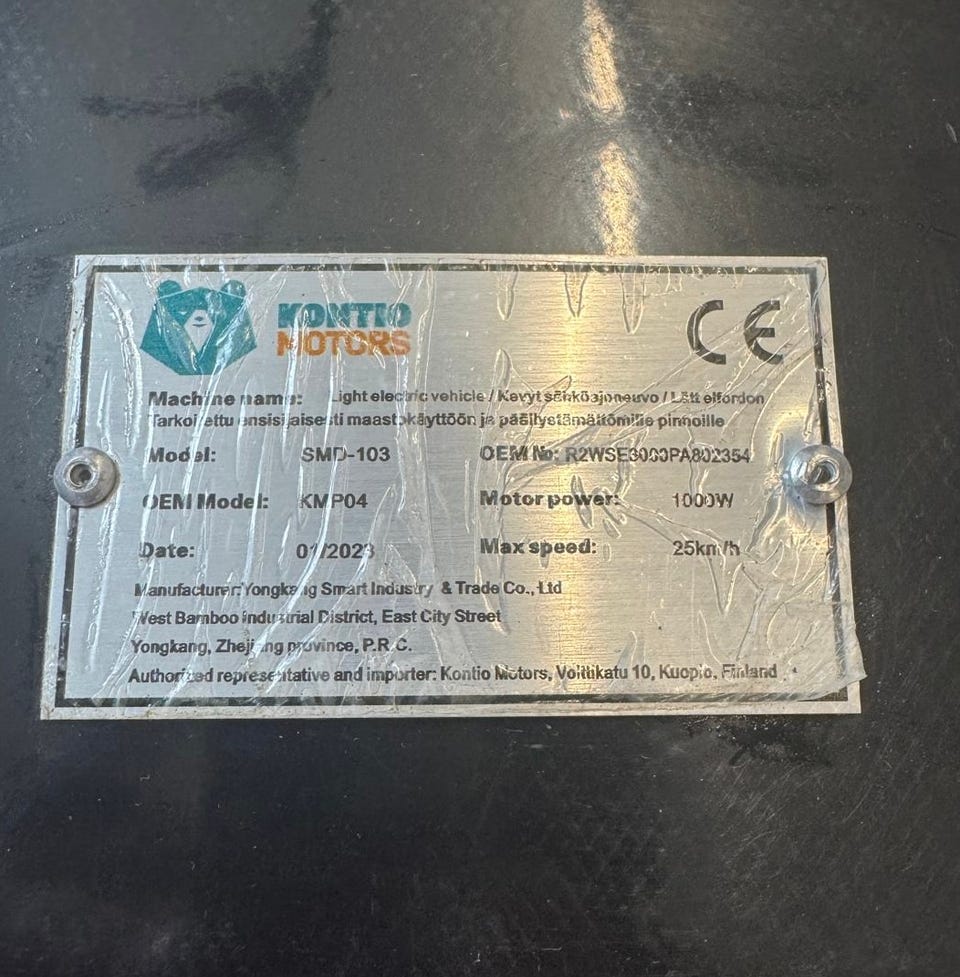 KONTIO
MOTORS
CE
Machine name: Light electric vehicle / Kevyt sähköajoneuvo / Lätt elfordon
Tarkoitettu ensisijaisesti maastokäyttöön ja päällystämättömille pinnoille
Model: SMD-103 OEM No: R2WSE3000PA802354
OEM Model: KMP04 Motor power: 1000W
Date: 01/2023 Max speed: 25km/h
Manufacturer:Yongkang Smart Industry & Trade Co., Ltd
West Bamboo Industrial District, East City Street
Yongkang, Zhejiang province, P.R.C.
Authorized representative and importer: Kontio Motors, Voittikatu 10, Kuopio, Finland